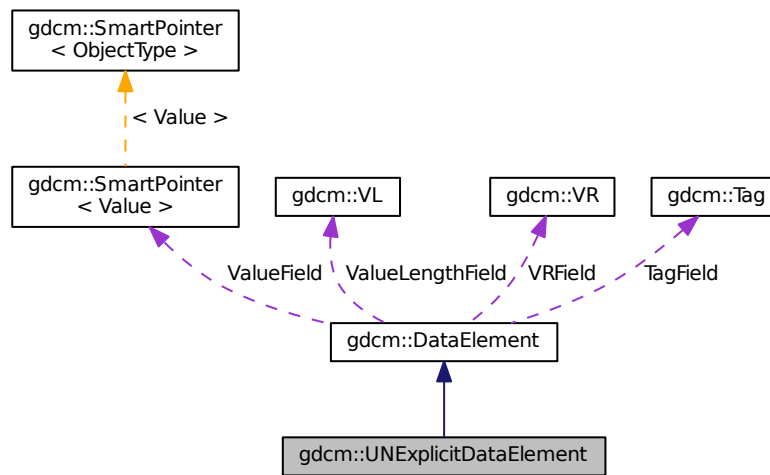 gdcm::SmartPointer
< ObjectType >
< Value >
gdcm::SmartPointer
< Value >
gdcm::VL
gdcm::VR
gdcm::Tag
ValueField
ValueLengthField
VRField
TagField
gdcm::DataElement
gdcm::UNExplicitDataElement